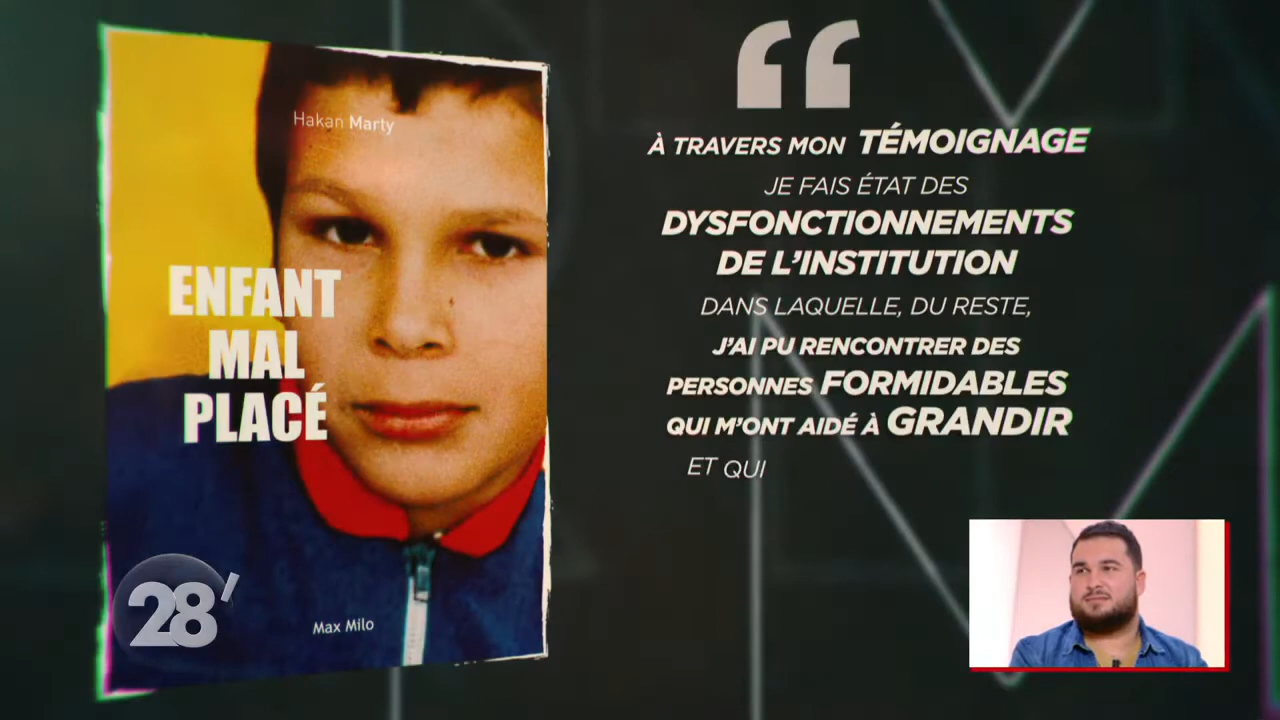 Hakan Marty
ENFANT
MAL
PLACÉ
Max Milo
28'
À TRAVERS MON TÉMOIGNAGE
JE FAIS ÉTAT DES
DYSFONCTIONNEMENTS
DE L'INSTITUTION
DANS LAQUELLE, DU RESTE,
J'AI PU RENCONTRER DES
PERSONNES FORMIDABLES
QUI M'ONT AIDÉ À GRANDIR
ET QUI